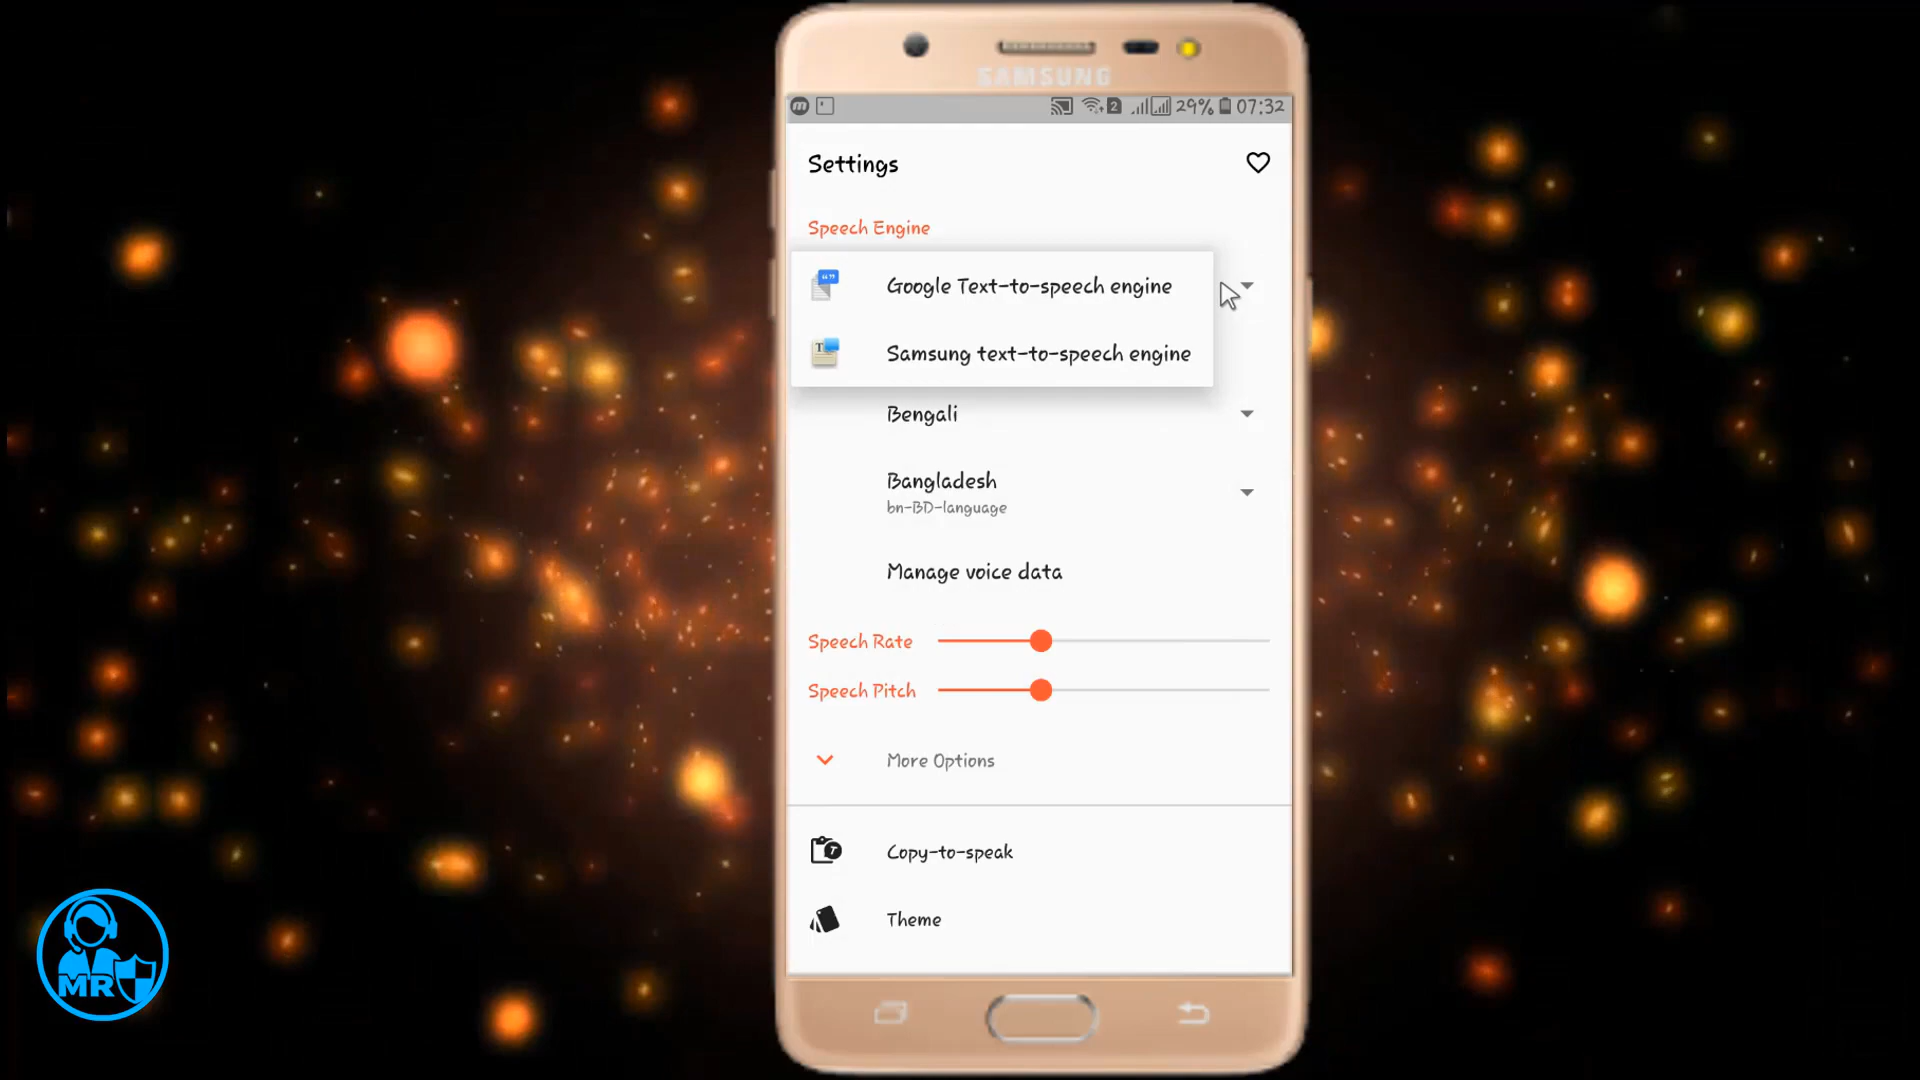 SAMSUNG
m 2 29% 07:32
Settings
Speech Engine
Google Text-to-speech engine
Samsung text-to-speech engine
Bengali
Bangladesh
bn-BD-language
Manage voice data
Speech Rate
Speech Pitch
More Options
Copy-to-speak
Theme
MR